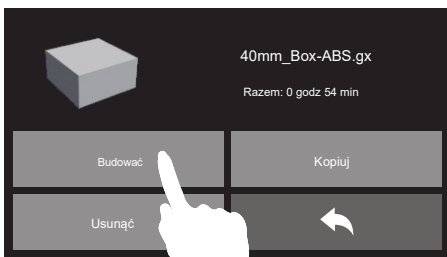 40mm_Box-ABS.gx
Razem: 0 godz 54 min
Budować
Kopiuj
Usunąć